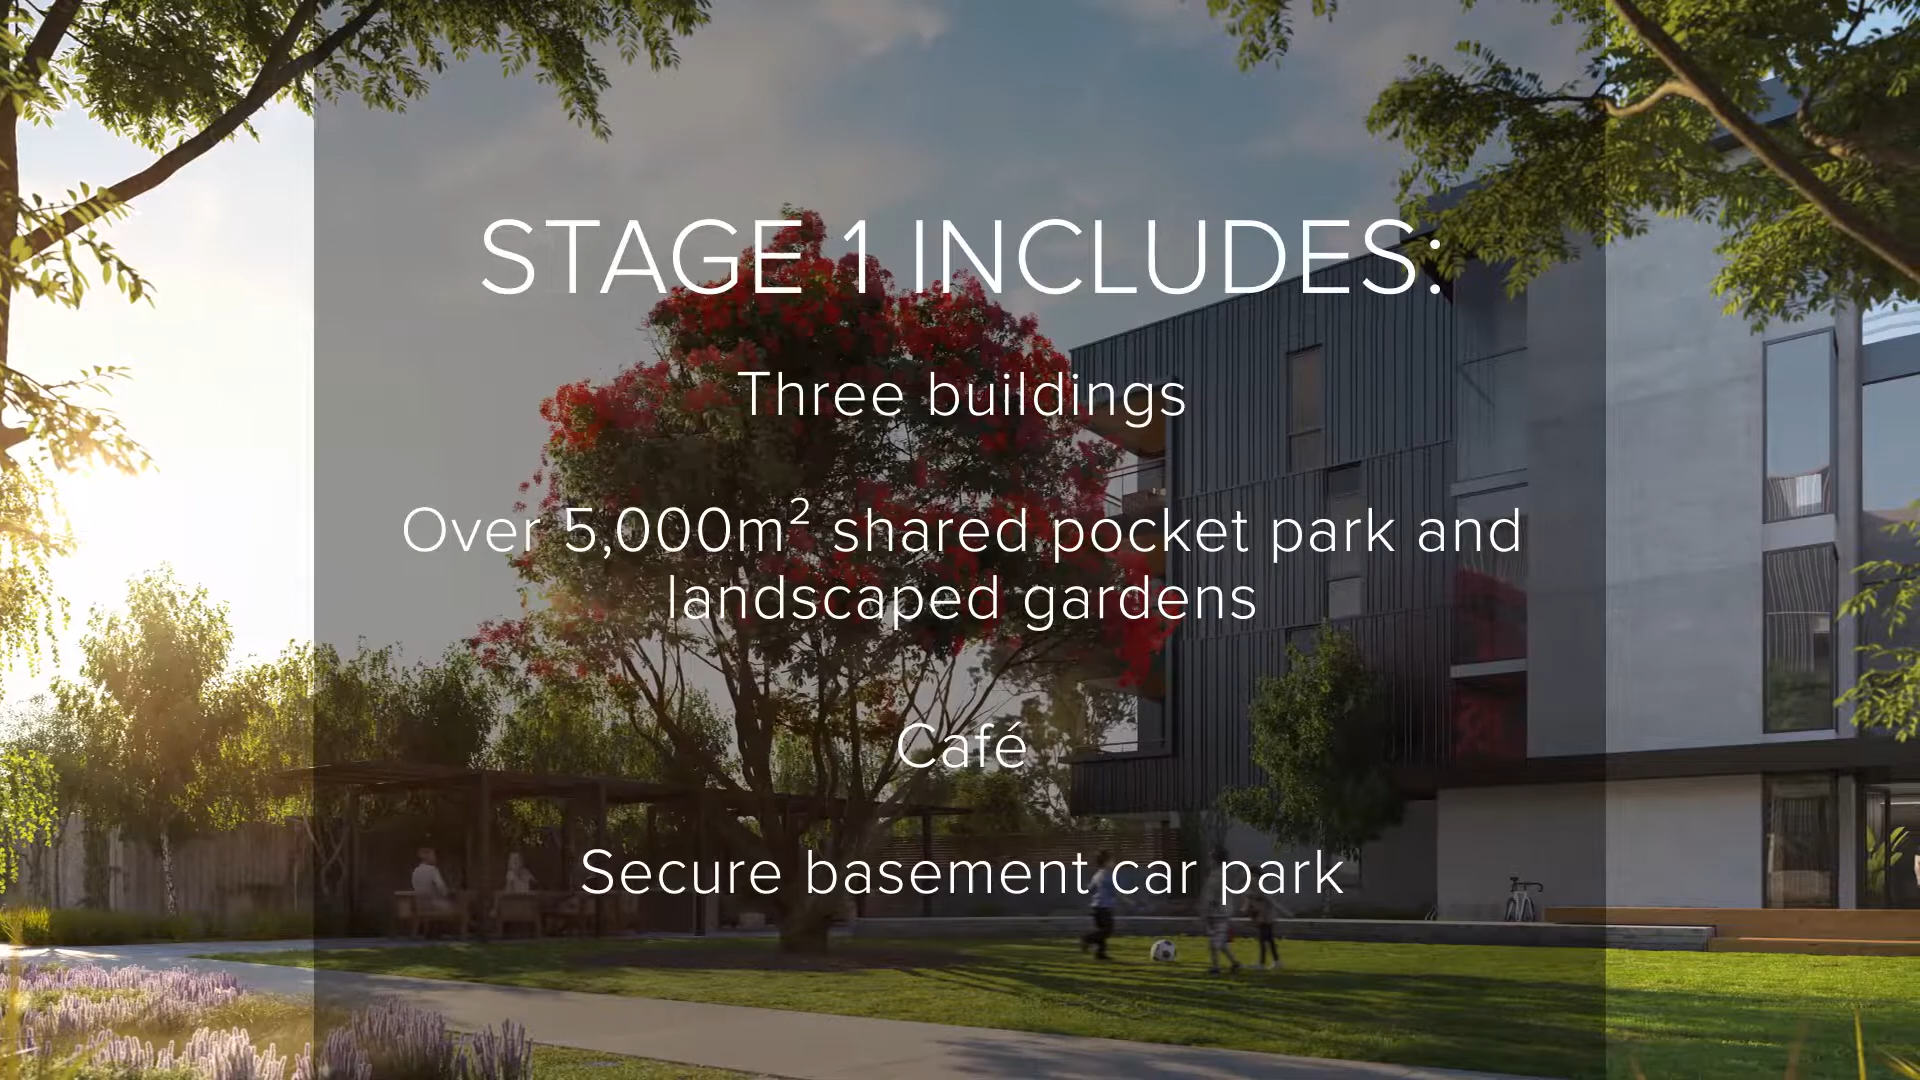 STAGE 1 INCLUDES:
Three buildings
Over 5,000m² shared pocket park and
landscaped gardens
Café
Secure basement car park